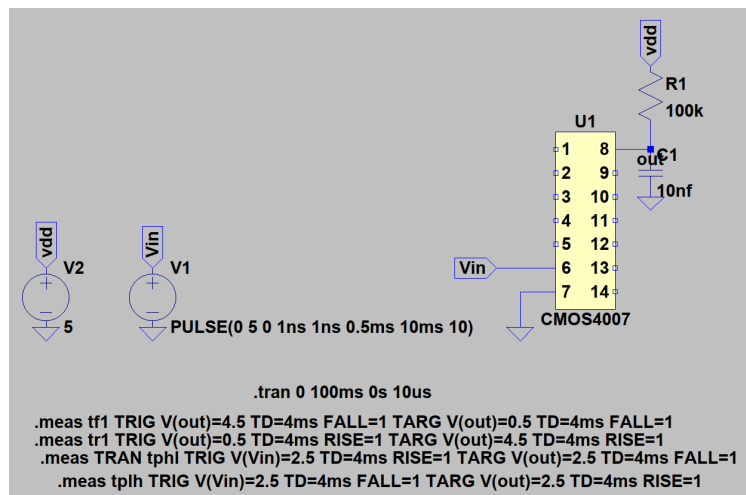 vdd
R1
100k
U1
1 8
out C1
2 9
3 10
10nf
4 11
5 12
vdd
Vin
V2
V1
Vin
6 13
7 14
5
PULSE(0 5 0 1ns 1ns 0.5ms 10ms 10)
CMOS4007
.tran 0 100ms 0s 10us
.meas tf1 TRIG V(out)=4.5 TD=4ms FALL=1 TARG V(out)=0.5 TD=4ms FALL=1
.meas tr1 TRIG V(out)=0.5 TD=4ms RISE=1 TARG V(out)=4.5 TD=4ms RISE=1
.meas TRAN tphl TRIG V(Vin)=2.5 TD=4ms RISE=1 TARG V(out)=2.5 TD=4ms FALL=1
.meas tplh TRIG V(Vin)=2.5 TD=4ms FALL=1 TARG V(out)=2.5 TD=4ms RISE=1